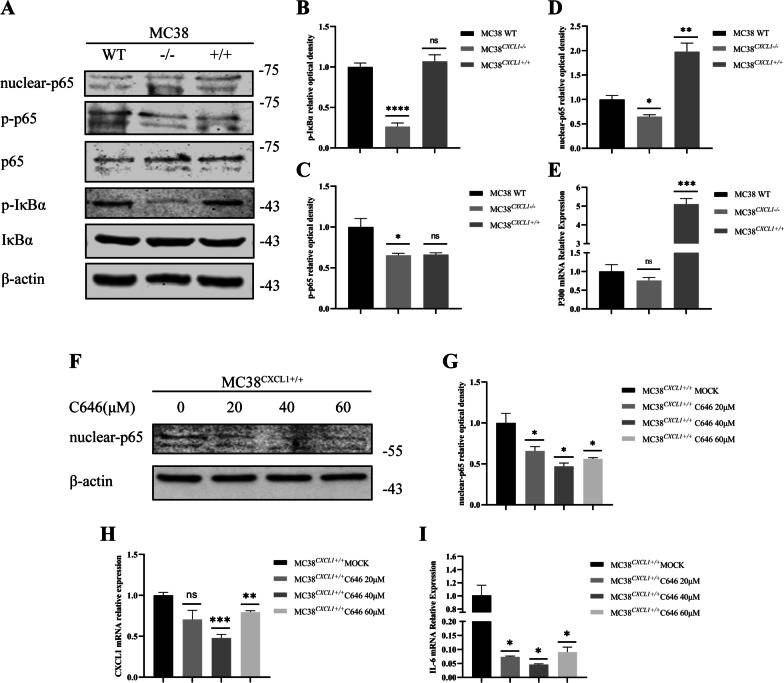 A
MC38
WT -/- +/+
nuclear-p65
-75
p-p65
-75
p65
-75
p-IκBα
-43
IκBα
-43
β-actin
-43
B
p-IκBα relative optical density
1.5
1.0
0.5
0.0
****
ns
MC38 WT
MC38CXCL1-/-
MC38CXCL1+/+
C
p-p65 relative optical density
1.5
1.0
0.5
0.0
*
ns
MC38 WT
MC38CXCL1-/-
MC38CXCL1+/+
D
nuclear-p65 relative optical density
2.5
2.0
1.5
1.0
0.5
0.0
*
**
MC38 WT
MC38CXCL1-/-
MC38CXCL1+/+
E
P300 mRNA Relative Expression
6
5
4
3
2
1.5
1.0
0.5
0.0
ns
***
MC38 WT
MC38CXCL1-/-
MC38CXCL1+/+
F
MC38CXCL1+/+
C646(μM) 0 20 40 60
nuclear-p65
-55
β-actin
-43
G
nuclear-p65 relative optical density
1.5
1.0
0.5
0.0
* * *
MC38CXCL1+/+ MOCK
MC38CXCL1+/+ C646 20μM
MC38CXCL1+/+ C646 40μM
MC38CXCL1+/+ C646 60μM
H
CXCL1 mRNA relative expression
1.5
1.0
0.5
0.0
ns *** **
MC38CXCL1+/+MOCK
MC38CXCL1+/+C646 20μM
MC38CXCL1+/+C646 40μM
MC38CXCL1+/+C646 60μM
I
IL-6 mRNA Relative Expression
1.4
1.2
1.0
0.8
0.6
0.4
0.20
0.15
0.10
0.05
0.00
* * *
MC38CXCL1+/+MOCK
MC38CXCL1+/+C646 20μM
MC38CXCL1+/+C646 40μM
MC38CXCL1+/+C646 60μM